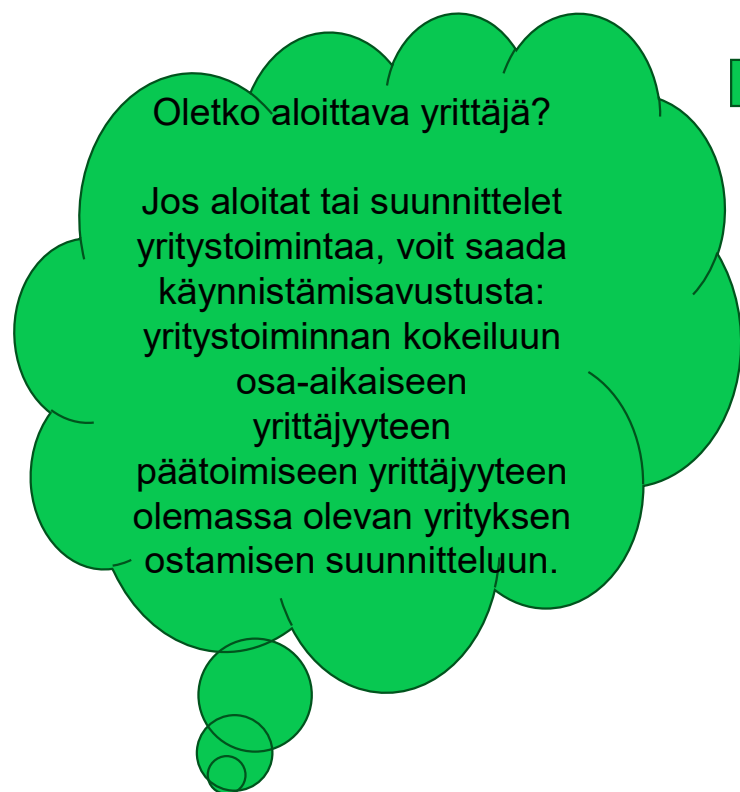 Oletko aloittava yrittäjä?
Jos aloitat tai suunnittelet
yritystoimintaa, voit saada
käynnistämisavustusta:
yritystoiminnan kokeiluun
osa-aikaiseen
yrittäjyyteen
päätoimiseen yrittäjyyteen
olemassa olevan yrityksen
ostamisen suunnitteluun.